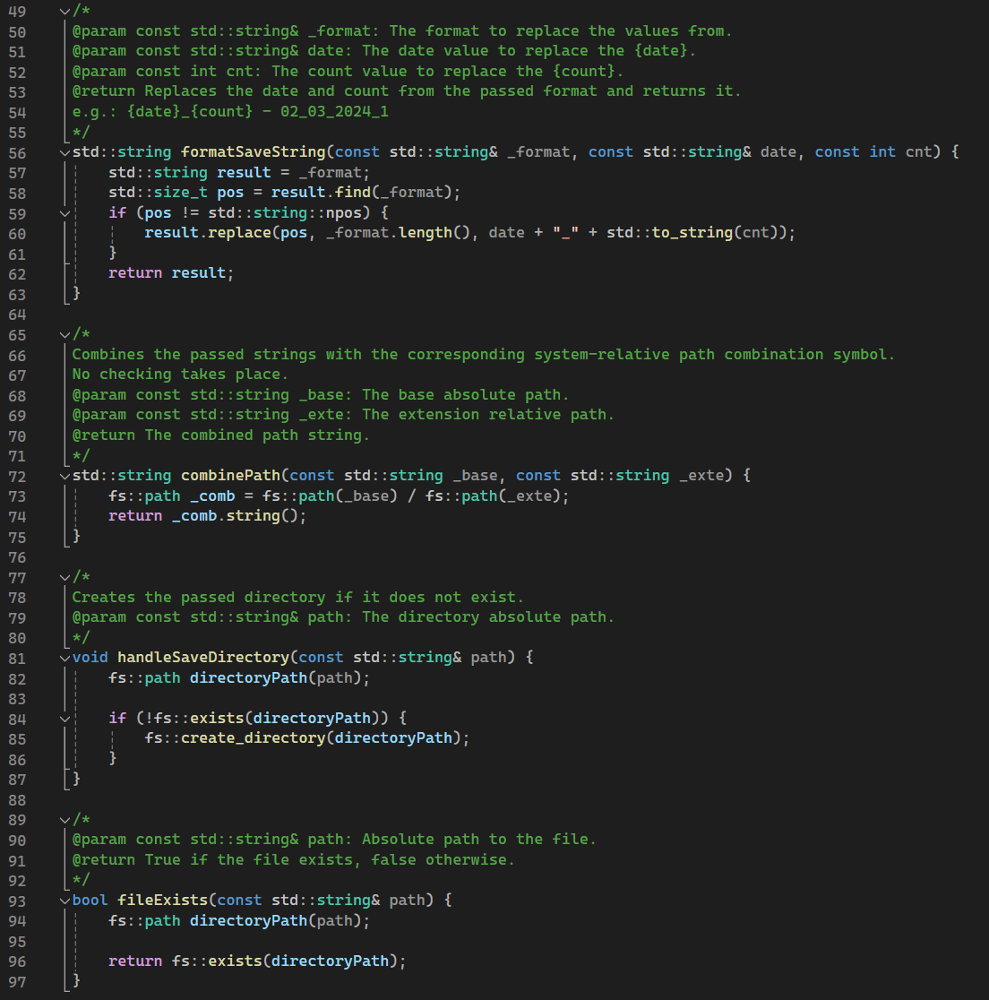 49 /*
50 @param const std::string& _format: The format to replace the values from.
51 @param const std::string& date: The date value to replace the {date}.
52 @param const int cnt: The count value to replace the {count}.
53 @return Replaces the date and count from the passed format and returns it.
54 e.g.: {date}_{count} - 02_03_2024_1
55 */
56 std::string formatSaveString(const std::string& _format, const std::string& date, const int cnt) {
57     std::string result = _format;
58     std::size_t pos = result.find(_format);
59     if (pos != std::string::npos) {
60         result.replace(pos, _format.length(), date + "_" + std::to_string(cnt));
61     }
62     return result;
63 }
64
65 /*
66 Combines the passed strings with the corresponding system-relative path combination symbol.
67 No checking takes place.
68 @param const std::string _base: The base absolute path.
69 @param const std::string _exte: The extension relative path.
70 @return The combined path string.
71 */
72 std::string combinePath(const std::string _base, const std::string _exte) {
73     fs::path _comb = fs::path(_base) / fs::path(_exte);
74     return _comb.string();
75 }
76
77 /*
78 Creates the passed directory if it does not exist.
79 @param const std::string& path: The directory absolute path.
80 */
81 void handleSaveDirectory(const std::string& path) {
82     fs::path directoryPath(path);
83
84     if (!fs::exists(directoryPath)) {
85         fs::create_directory(directoryPath);
86     }
87 }
88
89 /*
90 @param const std::string& path: Absolute path to the file.
91 @return True if the file exists, false otherwise.
92 */
93 bool fileExists(const std::string& path) {
94     fs::path directoryPath(path);
95
96     return fs::exists(directoryPath);
97 }